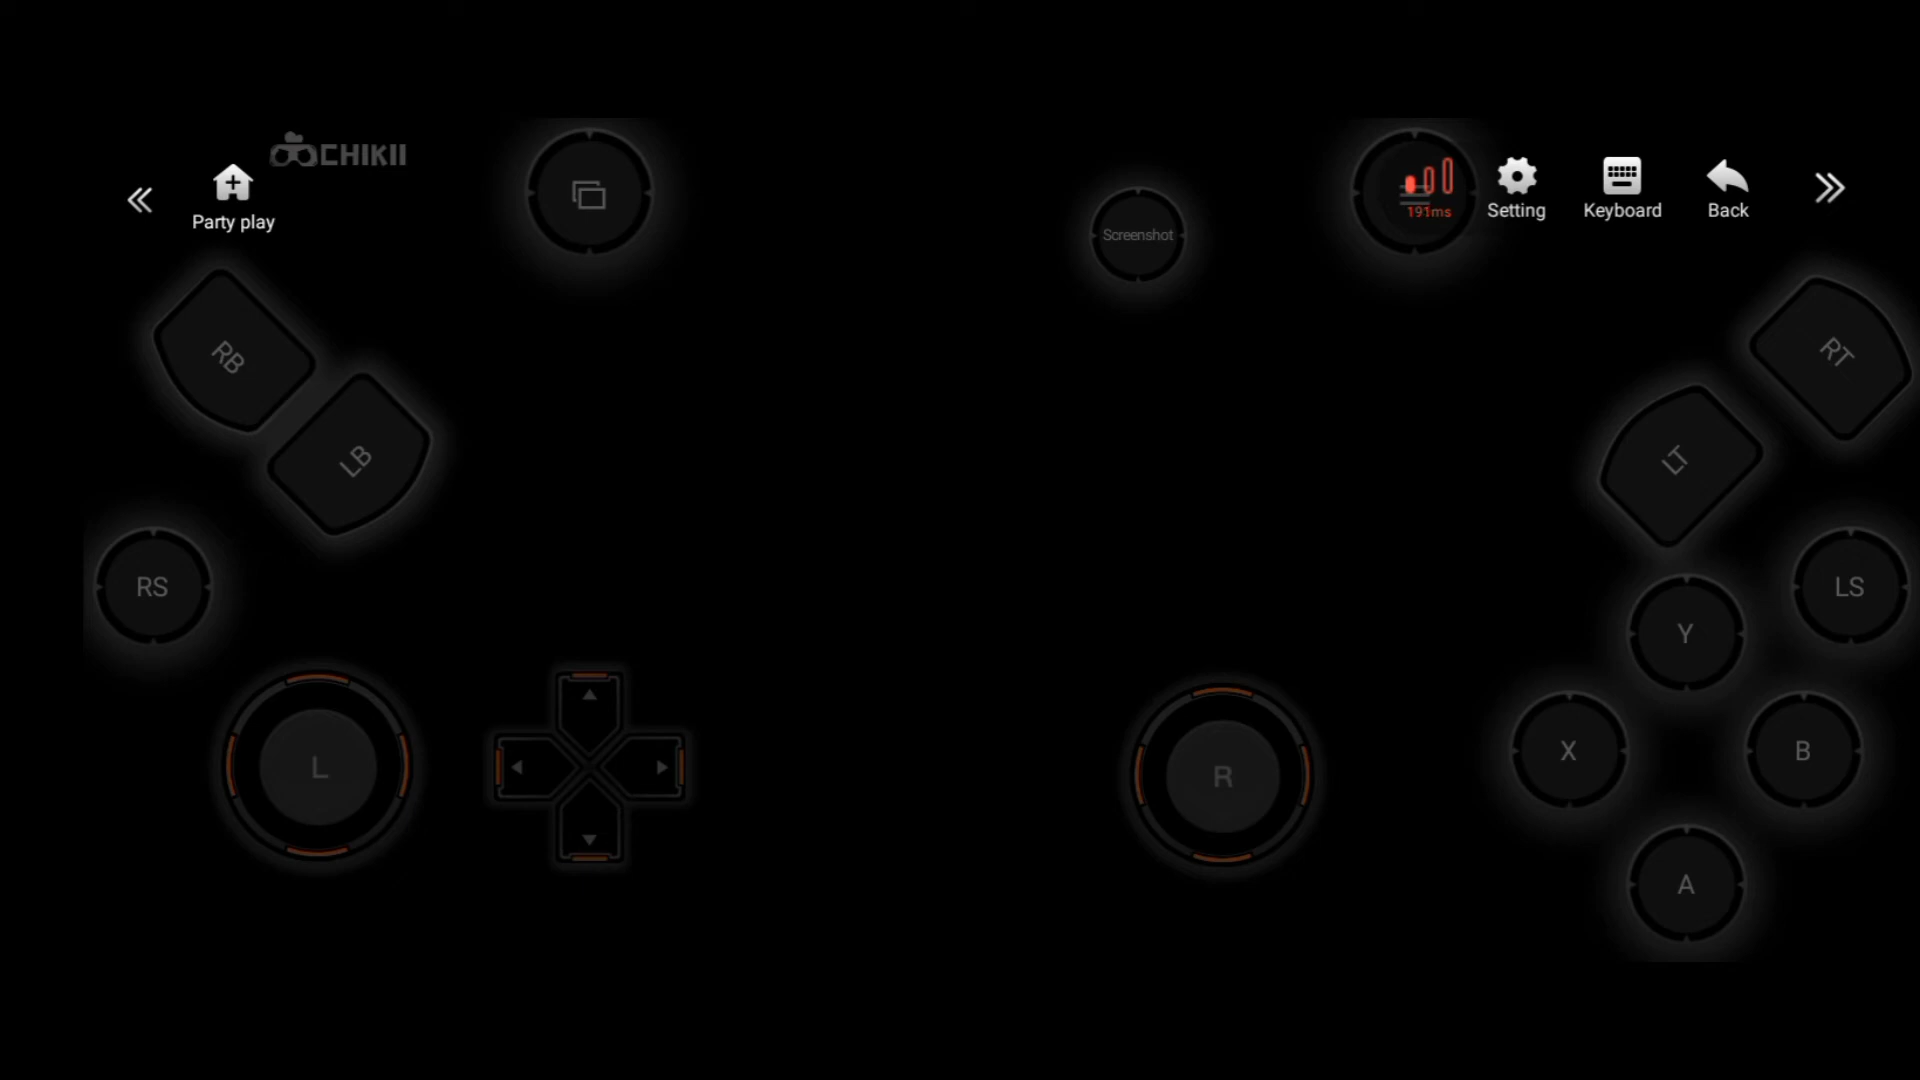 CHIKII
Party play
Screenshot
191ms
Setting
Keyboard
Back
RB
LB
RT
LT
RS
LS
Y
X
B
A
L
R